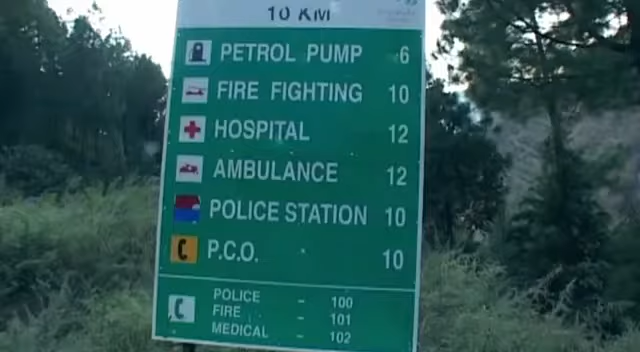 10 KM
PETROL PUMP 6
FIRE FIGHTING 10
HOSPITAL 12
AMBULANCE 12
POLICE STATION 10
P.C.O. 10
POLICE - 100
FIRE - 101
MEDICAL - 102